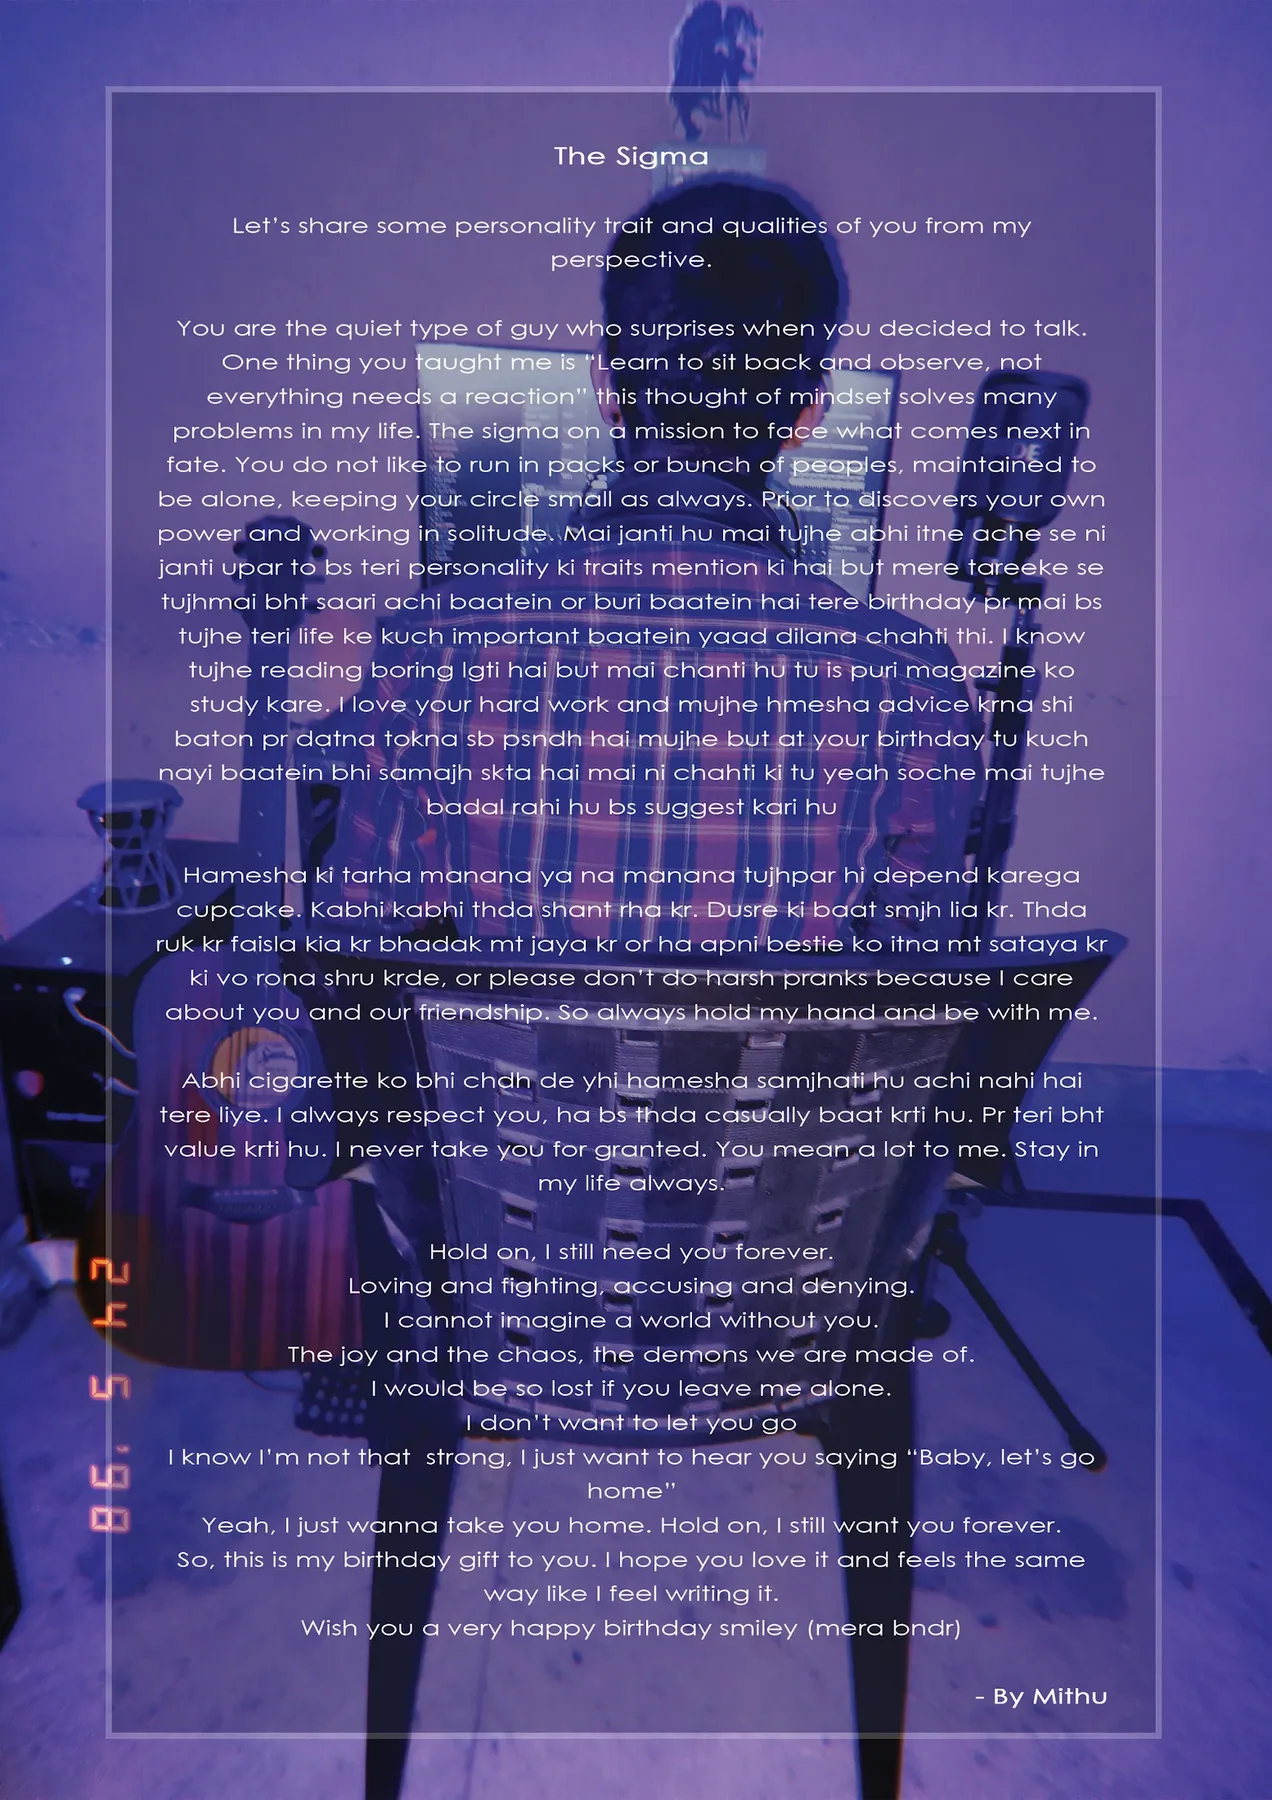 The Sigma
Let’s share some personality trait and qualities of you from my
perspective.
You are the quiet type of guy who surprises when you decided to talk.
One thing you taught me is “Learn to sit back and observe, not
everything needs a reaction” this thought of mindset solves many
problems in my life. The sigma on a mission to face what comes next in
fate. You do not like to run in packs or bunch of peoples, maintained to
be alone, keeping your circle small as always. Prior to discovers your own
power and working in solitude. Mai janti hu mai tujhe abhi itne ache se ni
janti upar to bs teri personality ki traits mention ki hai but mere tareeke se
tujhmai bht saari achi baatein or buri baatein hai tere birthday pr mai bs
tujhe teri life ke kuch important baatein yaad dilana chahti thi. I know
tujhe reading boring lgti hai but mai chanti hu tu is puri magazine ko
study kare. I love your hard work and mujhe hmesha advice krna shi
baton pr datna tokna sb psndh hai mujhe but at your birthday tu kuch
nayi baatein bhi samajh skta hai mai ni chahti ki tu yeah soche mai tujhe
badal rahi hu bs suggest kari hu
Hamesha ki tarha manana ya na manana tujhpar hi depend karega
cupcake. Kabhi kabhi thda shant rha kr. Dusre ki baat smjh lia kr. Thda
ruk kr faisla kia kr bhadak mt jaya kr or ha apni bestie ko itna mt sataya kr
ki vo rona shru krde, or please don’t do harsh pranks because I care
about you and our friendship. So always hold my hand and be with me.
Abhi cigarette ko bhi chdh de yhi hamesha samjhati hu achi nahi hai
tere liye. I always respect you, ha bs thda casually baat krti hu. Pr teri bht
value krti hu. I never take you for granted. You mean a lot to me. Stay in
my life always.
Hold on, I still need you forever.
Loving and fighting, accusing and denying.
I cannot imagine a world without you.
The joy and the chaos, the demons we are made of.
I would be so lost if you leave me alone.
I don’t want to let you go
I know I’m not that  strong, I just want to hear you saying “Baby, let’s go
home”
Yeah, I just wanna take you home. Hold on, I still want you forever.
So, this is my birthday gift to you. I hope you love it and feels the same
way like I feel writing it.
Wish you a very happy birthday smiley (mera bndr)
- By Mithu
24 5 '98